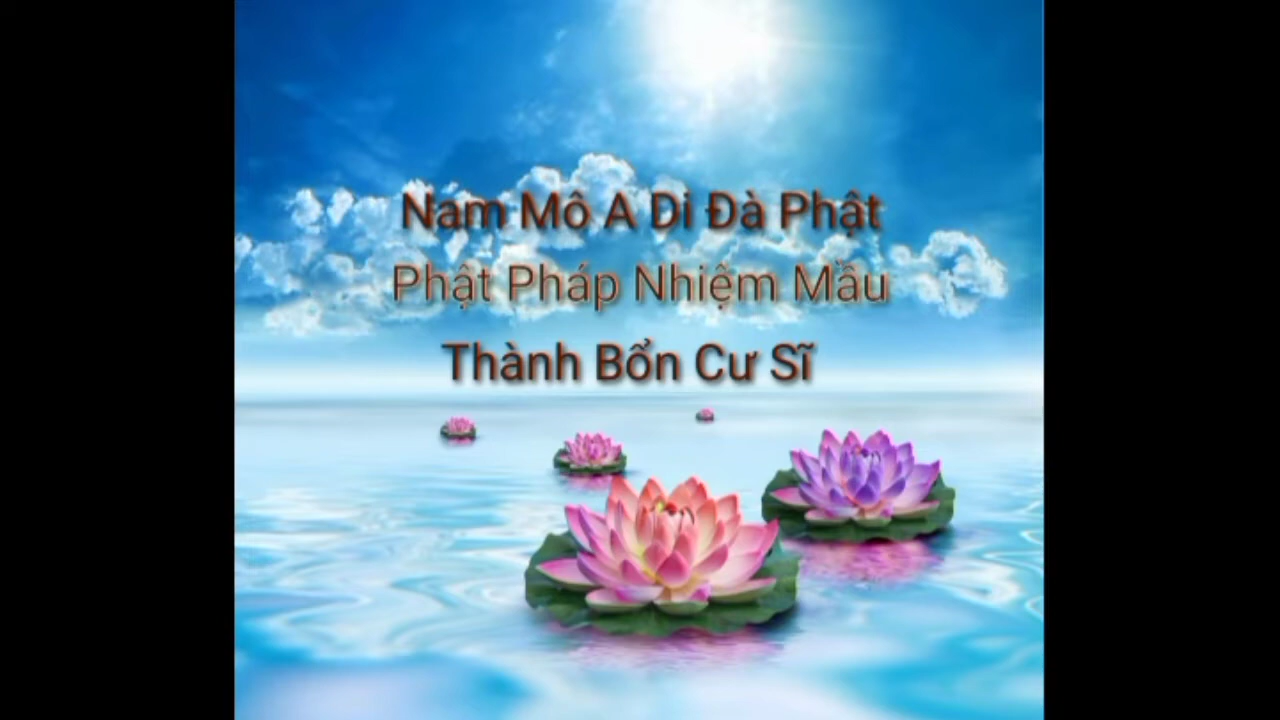 Nam Mô A Di Đà Phật
Phật Pháp Nhiệm Mầu
Thành Bổn Cư Sĩ